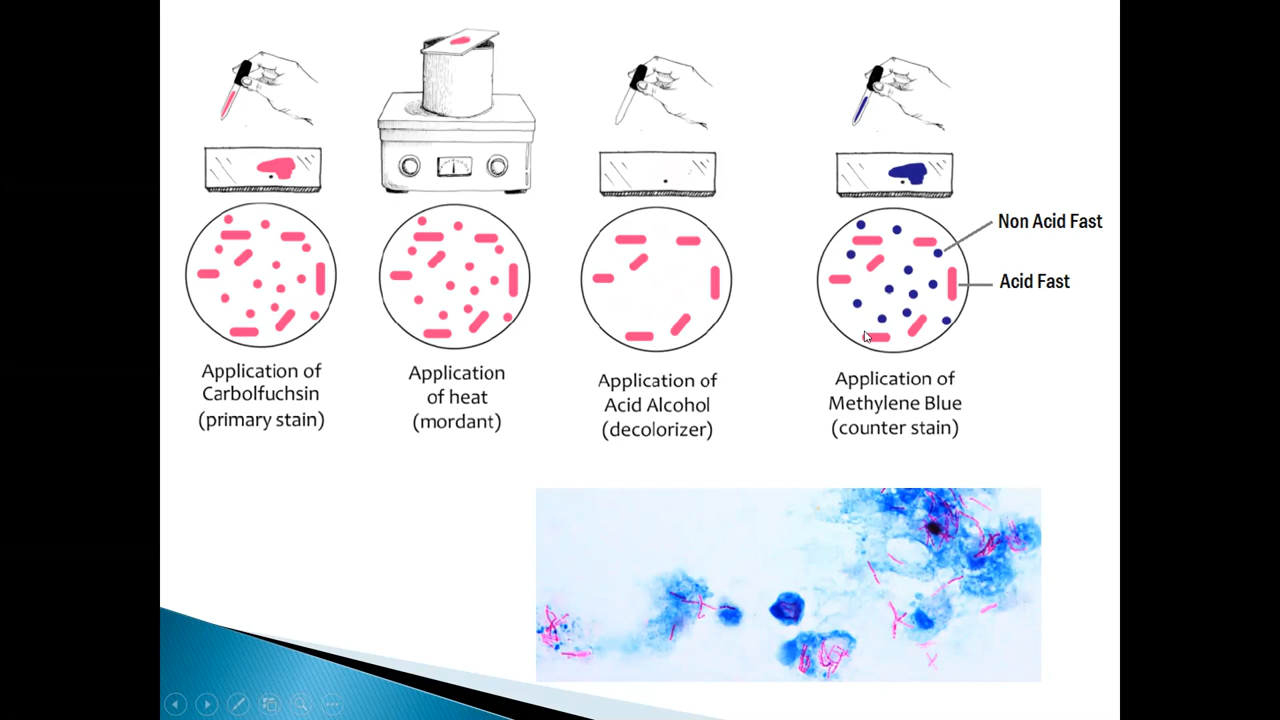 Non Acid Fast
Acid Fast
Application of
Carbolfuchsin
(primary stain)
Application
of heat
(mordant)
Application of
Acid Alcohol
(decolorizer)
Application of
Methylene Blue
(counter stain)